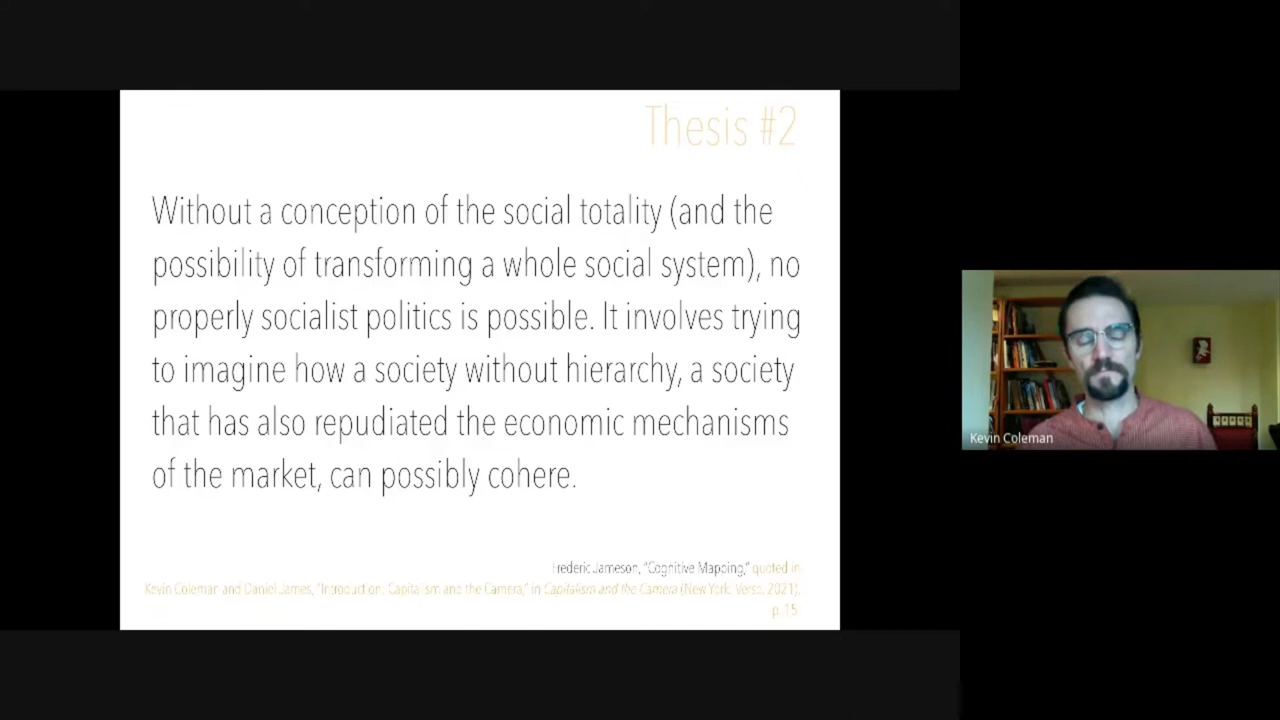 Thesis #2
Without a conception of the social totality (and the
possibility of transforming a whole social system), no
properly socialist politics is possible. It involves trying
to imagine how a society without hierarchy, a society
that has also repudiated the economic mechanisms
of the market, can possibly cohere.
Frederic Jameson, "Cognitive Mapping," quoted in
Kevin Coleman and Daniel James, "Introduction: Capitalism and the Camera," in Capitalism and the Camera (New York: Verso, 2021),
p. 15
Kevin Coleman